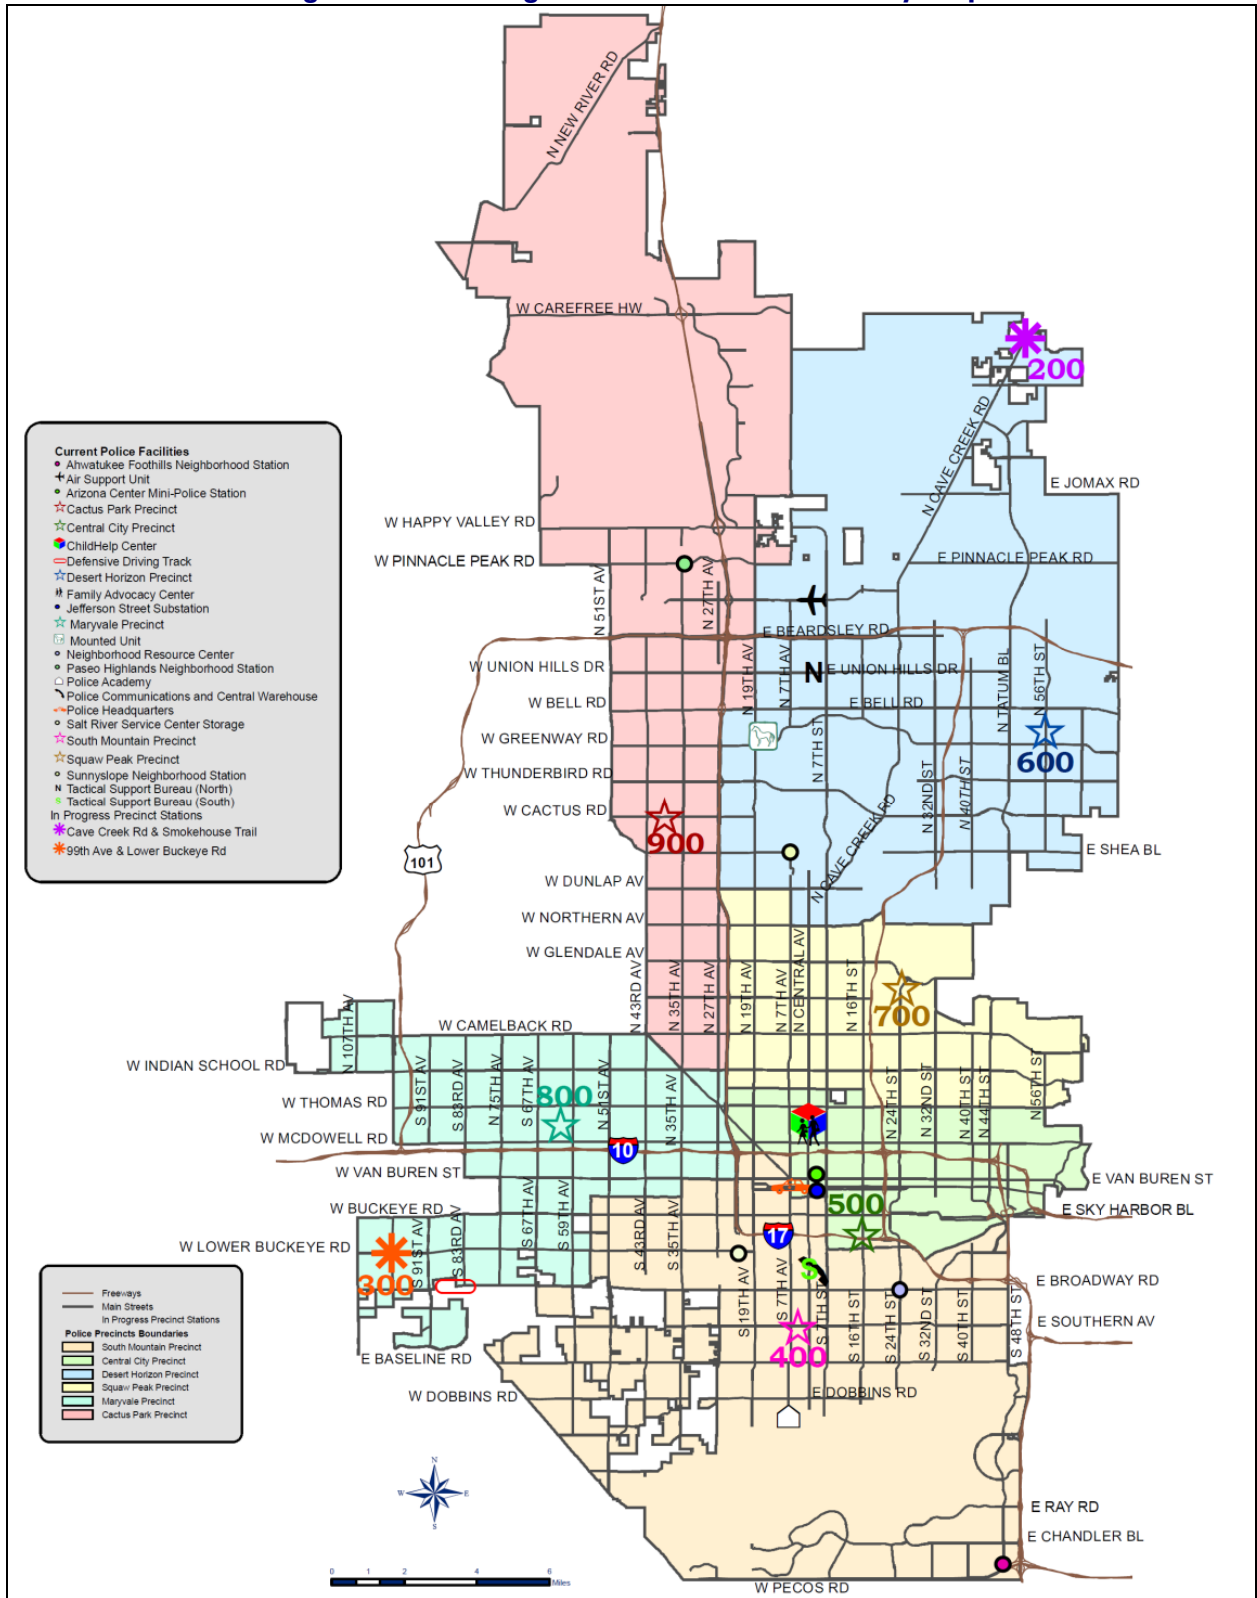 N NEW RIVER RD
W CAREFREE HW
200
N CAVE CREEK RD
E JOMAX RD
W HAPPY VALLEY RD
W PINNACLE PEAK RD
E PINNACLE PEAK RD
N 51ST AV
N 27TH AV
E BEARDSLEY RD
W UNION HILLS DR
N 19TH AV
N 7TH AV
N
E UNION HILLS DR
N TATUM BL
N 56TH ST
W BELL RD
E BELL RD
W GREENWAY RD
N 7TH ST
600
W THUNDERBIRD RD
N 32ND ST
N 40TH ST
W CACTUS RD
900
N CAVE CREEK RD
E SHEA BL
101
W DUNLAP AV
W NORTHERN AV
W GLENDALE AV
N 43RD AV
N 35TH AV
N 27TH AV
N 19TH AV
N 7TH AV
N CENTRAL AV
N 16TH ST
700
N 107TH AV
W CAMELBACK RD
W INDIAN SCHOOL RD
S 91ST AV
S 83RD AV
N 75TH AV
S 67TH AV
800
N 51ST AV
N 35TH AV
N 24TH ST
N 32ND ST
N 40TH ST
N 44TH ST
N 56TH ST
W THOMAS RD
W MCDOWELL RD
10
W VAN BUREN ST
E VAN BUREN ST
W BUCKEYE RD
S 67TH AV
S 59TH AV
500
E SKY HARBOR BL
W LOWER BUCKEYE RD
300
S 91ST AV
S 83RD AV
S 43RD AV
S 35TH AV
17
S
E BROADWAY RD
S 19TH AV
S 7TH AV
S 7TH ST
S 16TH ST
S 24TH ST
S 32ND ST
S 40TH ST
S 48TH ST
E SOUTHERN AV
400
E BASELINE RD
W DOBBINS RD
E DOBBINS RD
E RAY RD
E CHANDLER BL
W PECOS RD
Current Police Facilities
Ahwatukee Foothills Neighborhood Station
Air Support Unit
Arizona Center Mini-Police Station
Cactus Park Precinct
Central City Precinct
ChildHelp Center
Defensive Driving Track
Desert Horizon Precinct
Family Advocacy Center
Jefferson Street Substation
Maryvale Precinct
Mounted Unit
Neighborhood Resource Center
Paseo Highlands Neighborhood Station
Police Academy
Police Communications and Central Warehouse
Police Headquarters
Salt River Service Center Storage
South Mountain Precinct
Squaw Peak Precinct
Sunnyslope Neighborhood Station
N Tactical Support Bureau (North)
S Tactical Support Bureau (South)
In Progress Precinct Stations
Cave Creek Rd & Smokehouse Trail
99th Ave & Lower Buckeye Rd
Freeways
Main Streets
In Progress Precinct Stations
Police Precincts Boundaries
South Mountain Precinct
Central City Precinct
Desert Horizon Precinct
Squaw Peak Precinct
Maryvale Precinct
Cactus Park Precinct
N
W
E
S
0 1 2 4 6
Miles